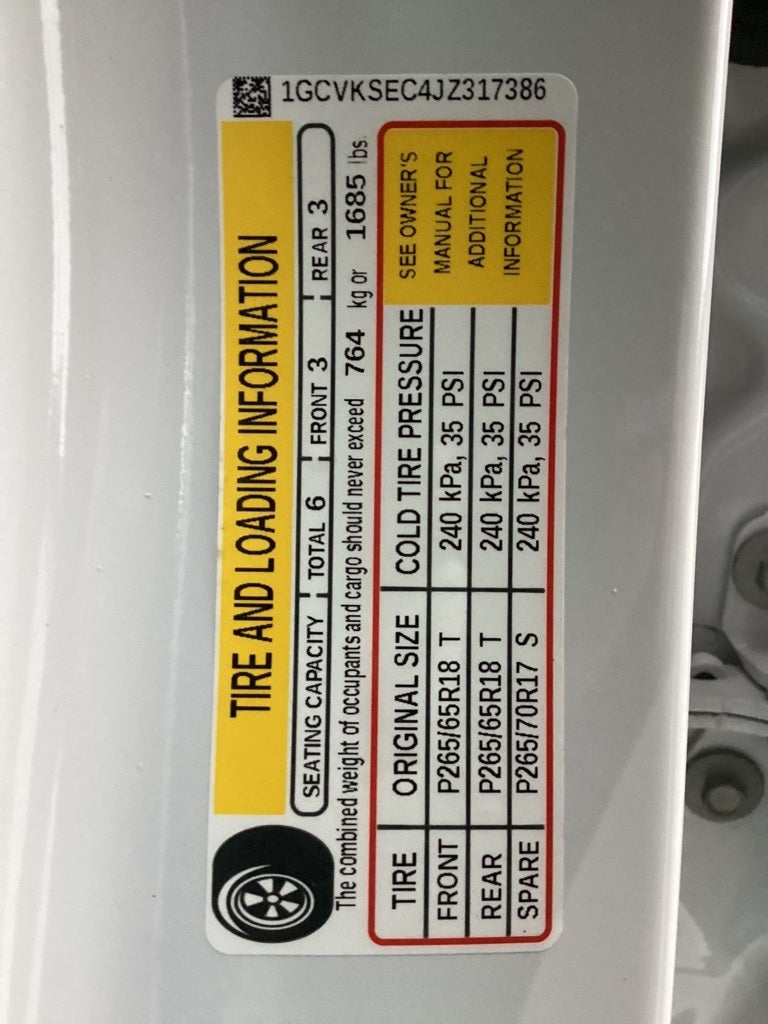 1GCVKSEC4JZ317386
TIRE AND LOADING INFORMATION
SEATING CAPACITY TOTAL 6 FRONT 3 REAR 3
The combined weight of occupants and cargo should never exceed 764 kg or 1685 lbs.
TIRE ORIGINAL SIZE COLD TIRE PRESSURE
FRONT P265/65R18 T 240 kPa, 35 PSI
REAR P265/65R18 T 240 kPa, 35 PSI
SPARE P265/70R17 S 240 kPa, 35 PSI
SEE OWNER'S
MANUAL FOR
ADDITIONAL
INFORMATION